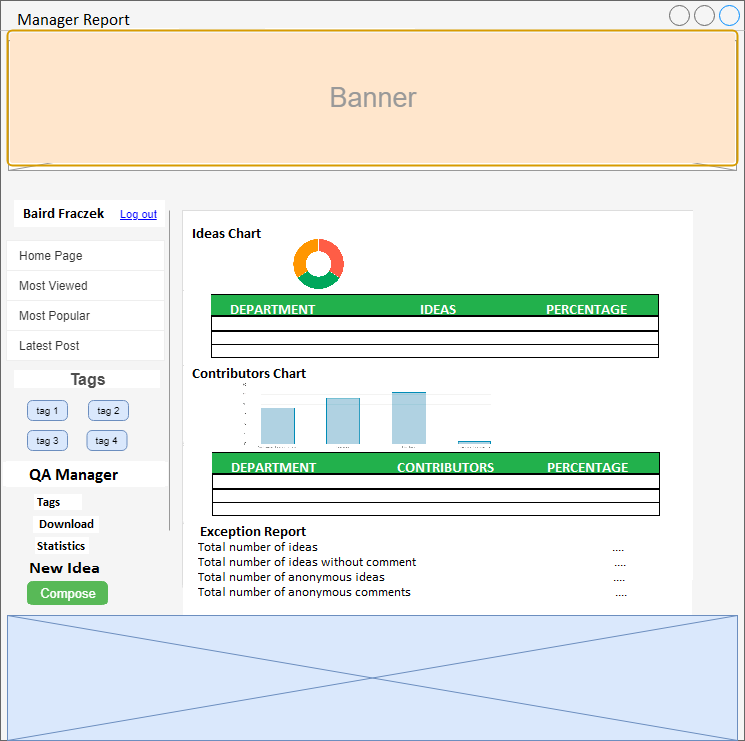 Manager Report
Banner
Baird Fraczek Log out
Home Page
Most Viewed
Most Popular
Latest Post
Tags
tag 1 tag 2
tag 3 tag 4
QA Manager
Tags
Download
Statistics
New Idea
Compose
Ideas Chart
DEPARTMENT IDEAS PERCENTAGE
Contributors Chart
DEPARTMENT CONTRIBUTORS PERCENTAGE
Exception Report
Total number of ideas ....
Total number of ideas without comment ....
Total number of anonymous ideas ....
Total number of anonymous comments ....